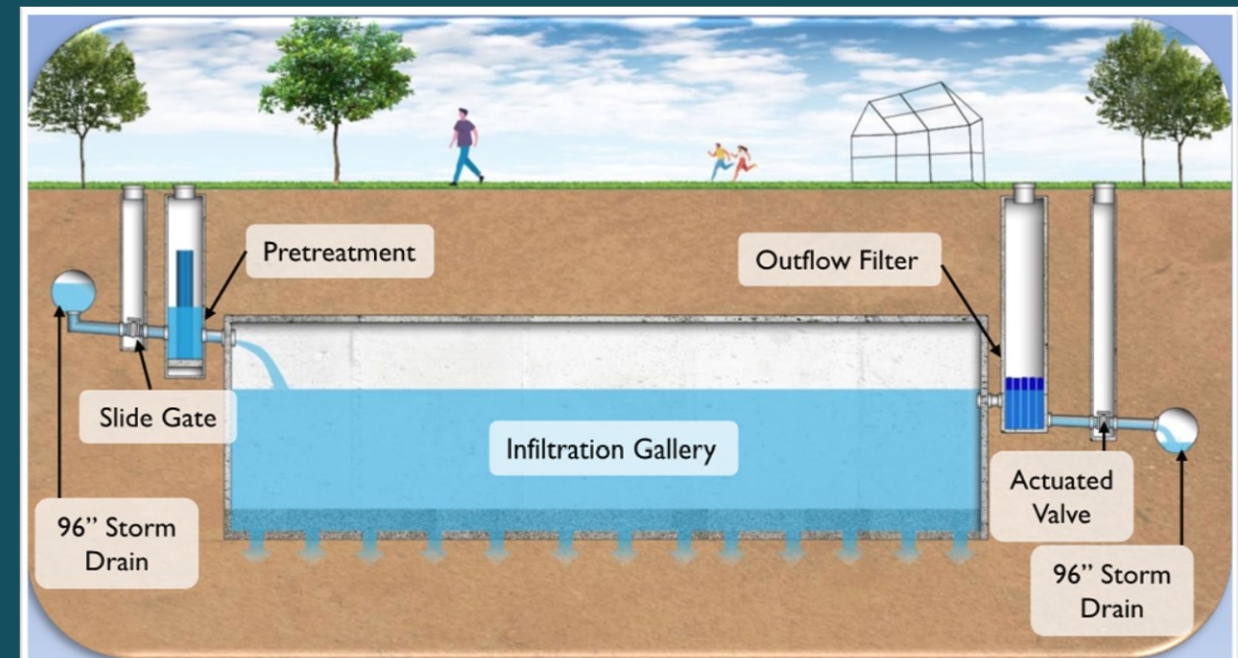 Pretreatment
Outflow Filter
Slide Gate
Infiltration Gallery
96” Storm
Drain
Actuated
Valve
96” Storm
Drain